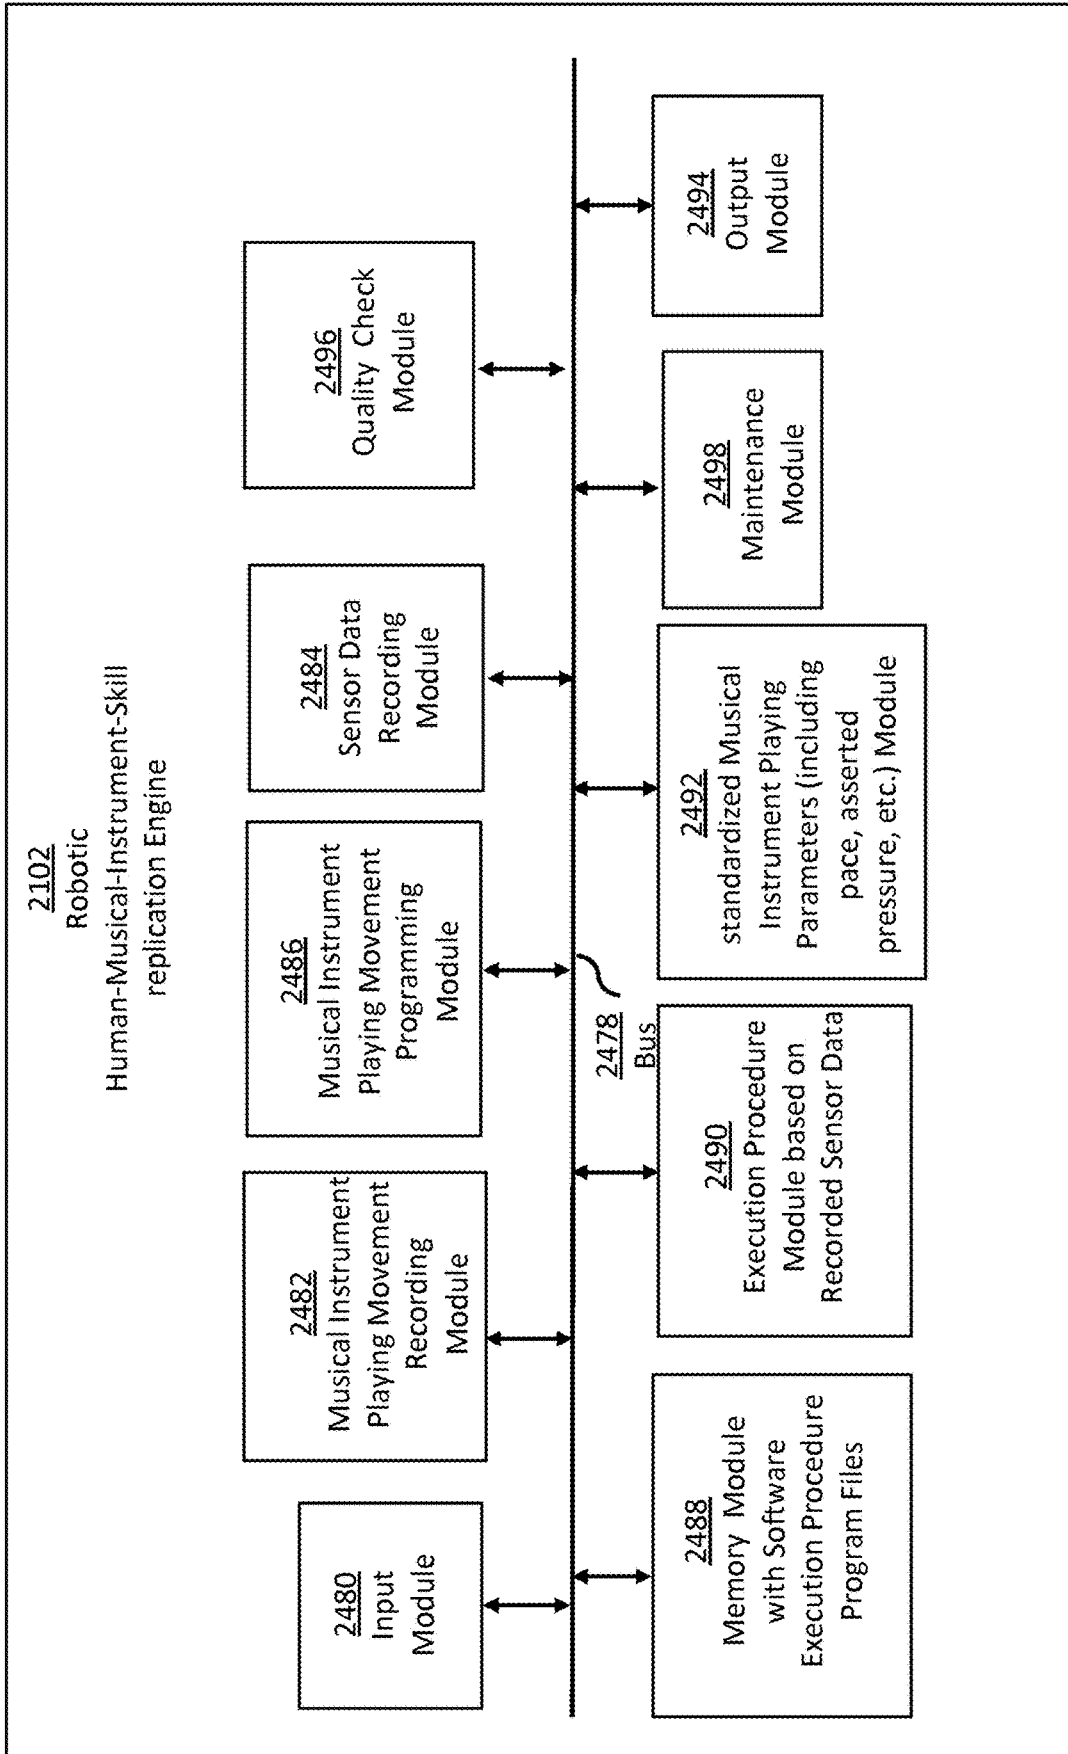 2102
Robotic
Human-Musical-Instrument-Skill
replication Engine
2480
Input
Module
2482
Musical Instrument
Playing Movement
Recording
Module
2486
Musical Instrument
Playing Movement
Programming
Module
2484
Sensor Data
Recording
Module
2496
Quality Check
Module
2478
Bus
2488
Memory Module
with Software
Execution Procedure
Program Files
2490
Execution Procedure
Module based on
Recorded Sensor Data
2492
standardized Musical
Instrument Playing
Parameters (including
pace, asserted
pressure, etc.) Module
2498
Maintenance
Module
2494
Output
Module